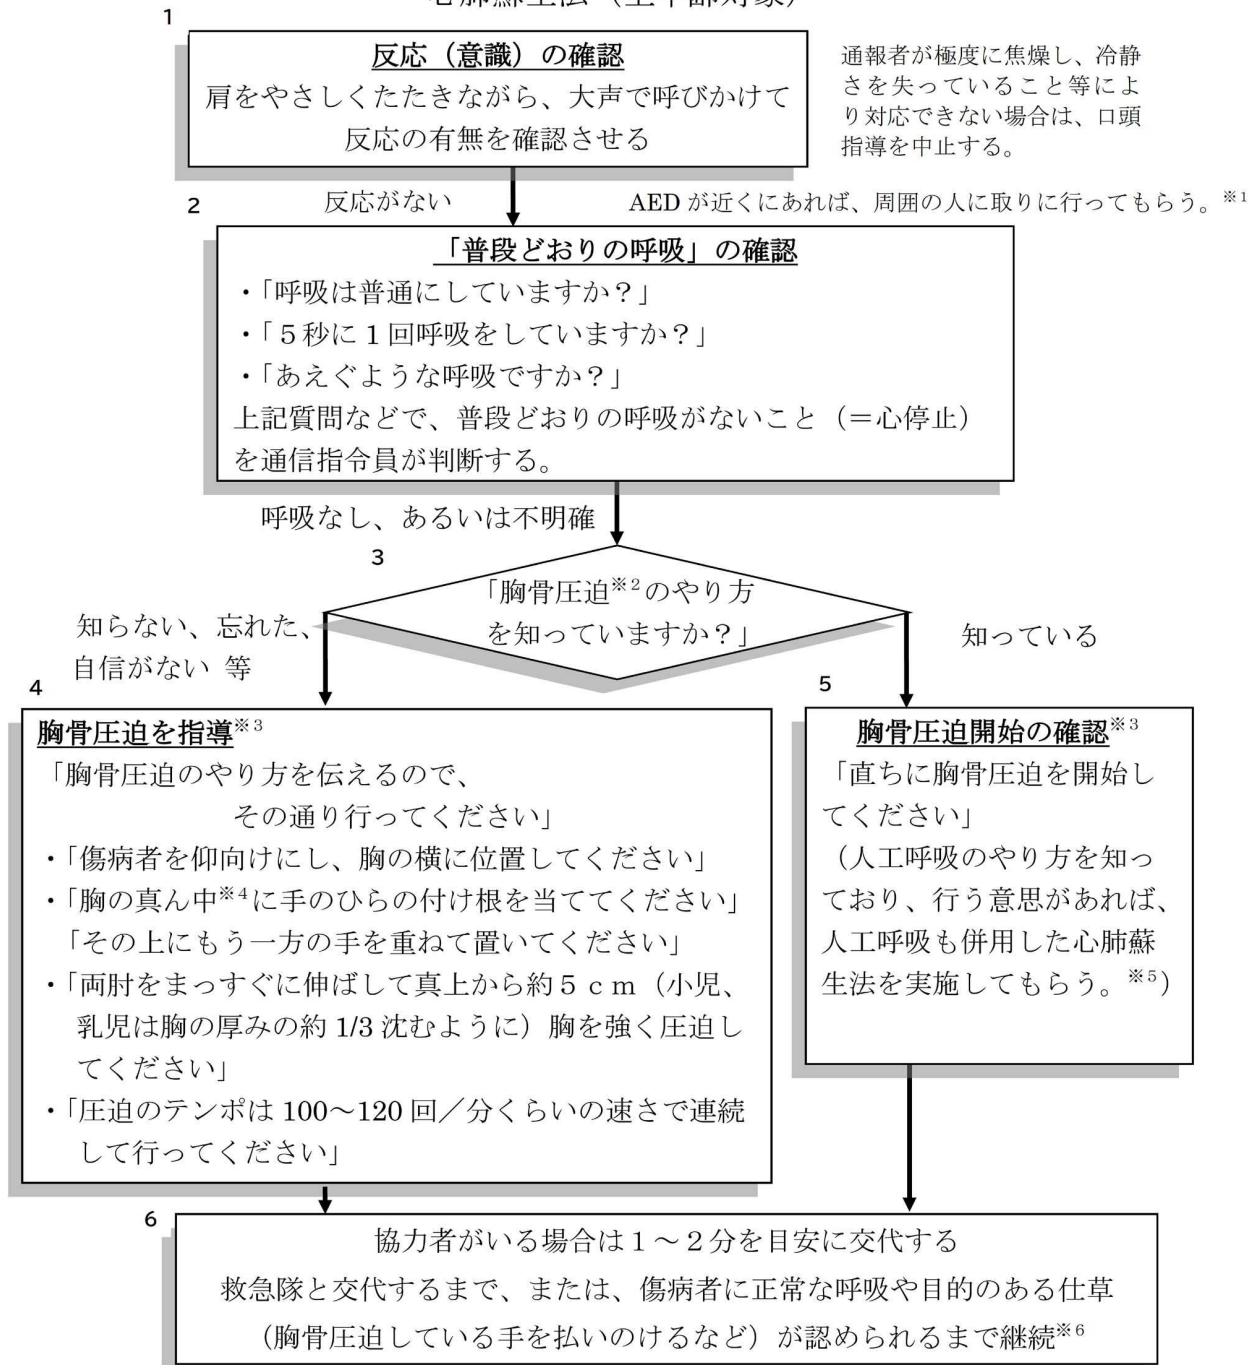 心肺蘇生法（全年齢対象）
1
反応（意識）の確認
肩をやさしくたたきながら、大声で呼びかけて
反応の有無を確認させる
通報者が極度に焦燥し、冷静
さを失っていること等によ
り対応できない場合は、口頭
指導を中止する。
反応がない
AED が近くにあれば、周囲の人に取りに行ってもらう。※1
2
「普段どおりの呼吸」の確認
・「呼吸は普通にしていますか？」
・「５秒に１回呼吸をしていますか？」
・「あえぐような呼吸ですか？」
上記質問などで、普段どおりの呼吸がないこと（＝心停止）
を通信指令員が判断する。
呼吸なし、あるいは不明確
3
「胸骨圧迫※2のやり方
を知っていますか？」
知らない、忘れた、
自信がない 等
知っている
4
胸骨圧迫を指導※3
「胸骨圧迫のやり方を伝えるので、
その通り行ってください」
・「傷病者を仰向けにし、胸の横に位置してください」
・「胸の真ん中※4に手のひらの付け根を当ててください」
「その上にもう一方の手を重ねて置いてください」
・「両肘をまっすぐに伸ばして真上から約５ｃｍ（小児、
乳児は胸の厚みの約 1/3 沈むように）胸を強く圧迫し
てください」
・「圧迫のテンポは 100～120 回／分くらいの速さで連続
して行ってください」
5
胸骨圧迫開始の確認※3
「直ちに胸骨圧迫を開始し
てください」
（人工呼吸のやり方を知っ
ており、行う意思があれば、
人工呼吸も併用した心肺蘇
生法を実施してもらう。※5）
6
協力者がいる場合は１～２分を目安に交代する
救急隊と交代するまで、または、傷病者に正常な呼吸や目的のある仕草
（胸骨圧迫している手を払いのけるなど）が認められるまで継続※6